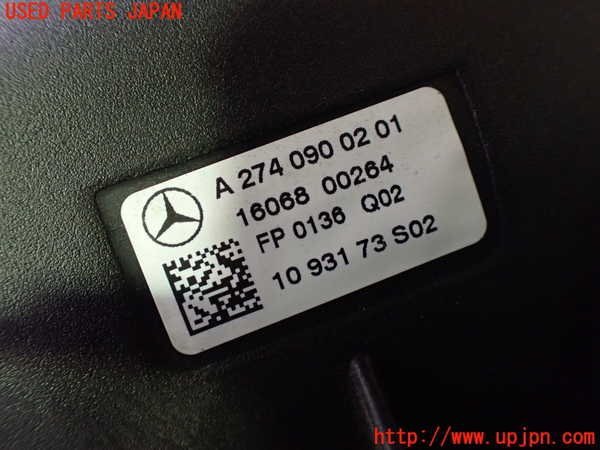 USED PARTS JAPAN
A 274 090 02 01
16068 00264
FP 0136 Q02
10 931 73 S02
http://www.upjpn.com/